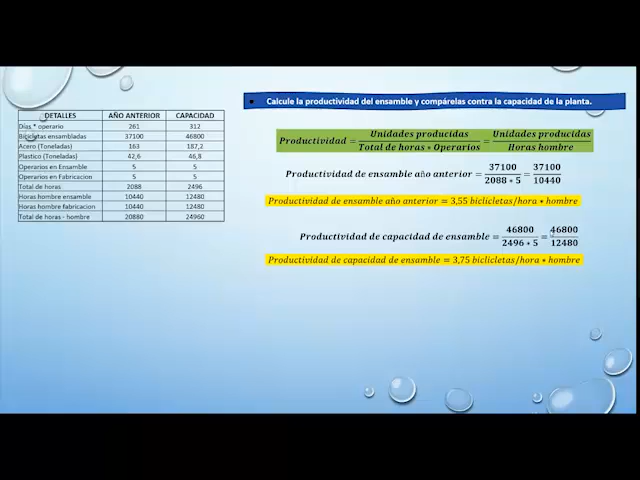 Calcule la productividad del ensamble y compárelas contra la capacidad de la planta.
DETALLES AÑO ANTERIOR CAPACIDAD
Días * operario 261 312
Bicicletas ensambladas 37100 46800
Acero (Toneladas) 163 187,2
Plastico (Toneladas) 42,6 46,8
Operarios en Ensamble 5 5
Operarios en Fabricacion 5 5
Total de horas 2088 2496
Horas hombre ensamble 10440 12480
Horas hombre fabricacion 10440 12480
Total de horas - hombre 20880 24960
Productividad = Unidades producidas / Total de horas * Operarios = Unidades producidas / Horas hombre
Productividad de ensamble año anterior = 37100 / 2088 * 5 = 37100 / 10440
Productividad de ensamble año anterior = 3,55 biclicletas/hora * hombre
Productividad de capacidad de ensamble = 46800 / 2496 * 5 = 46800 / 12480
Productividad de capacidad de ensamble = 3,75 biclicletas/hora * hombre